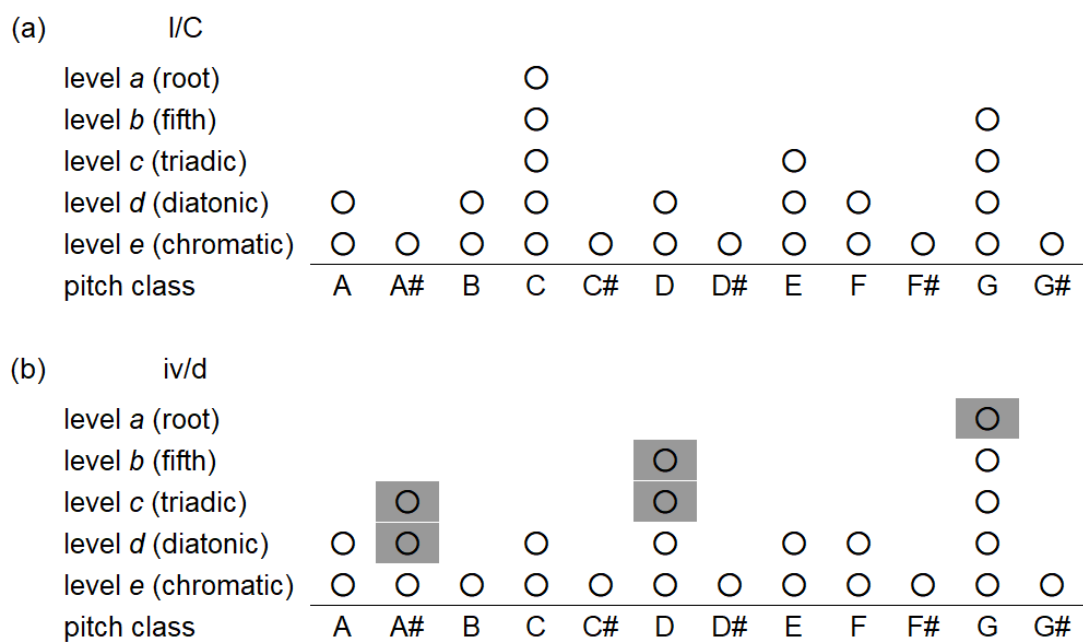 (a) I/C
level a (root)
level b (fifth)
level c (triadic)
level d (diatonic)
level e (chromatic)
pitch class A A# B C C# D D# E F F# G G#
(b) iv/d
level a (root)
level b (fifth)
level c (triadic)
level d (diatonic)
level e (chromatic)
pitch class A A# B C C# D D# E F F# G G#